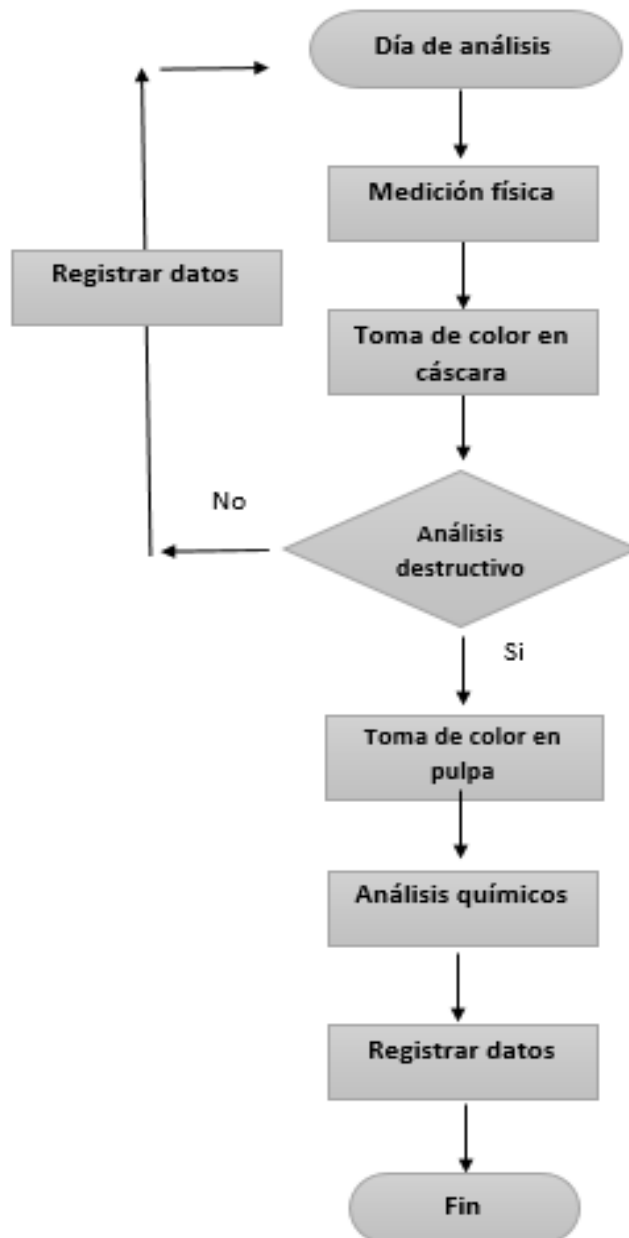 Día de análisis
Medición física
Registrar datos
Toma de color en
cáscara
No
Análisis
destructivo
Si
Toma de color en
pulpa
Análisis químicos
Registrar datos
Fin